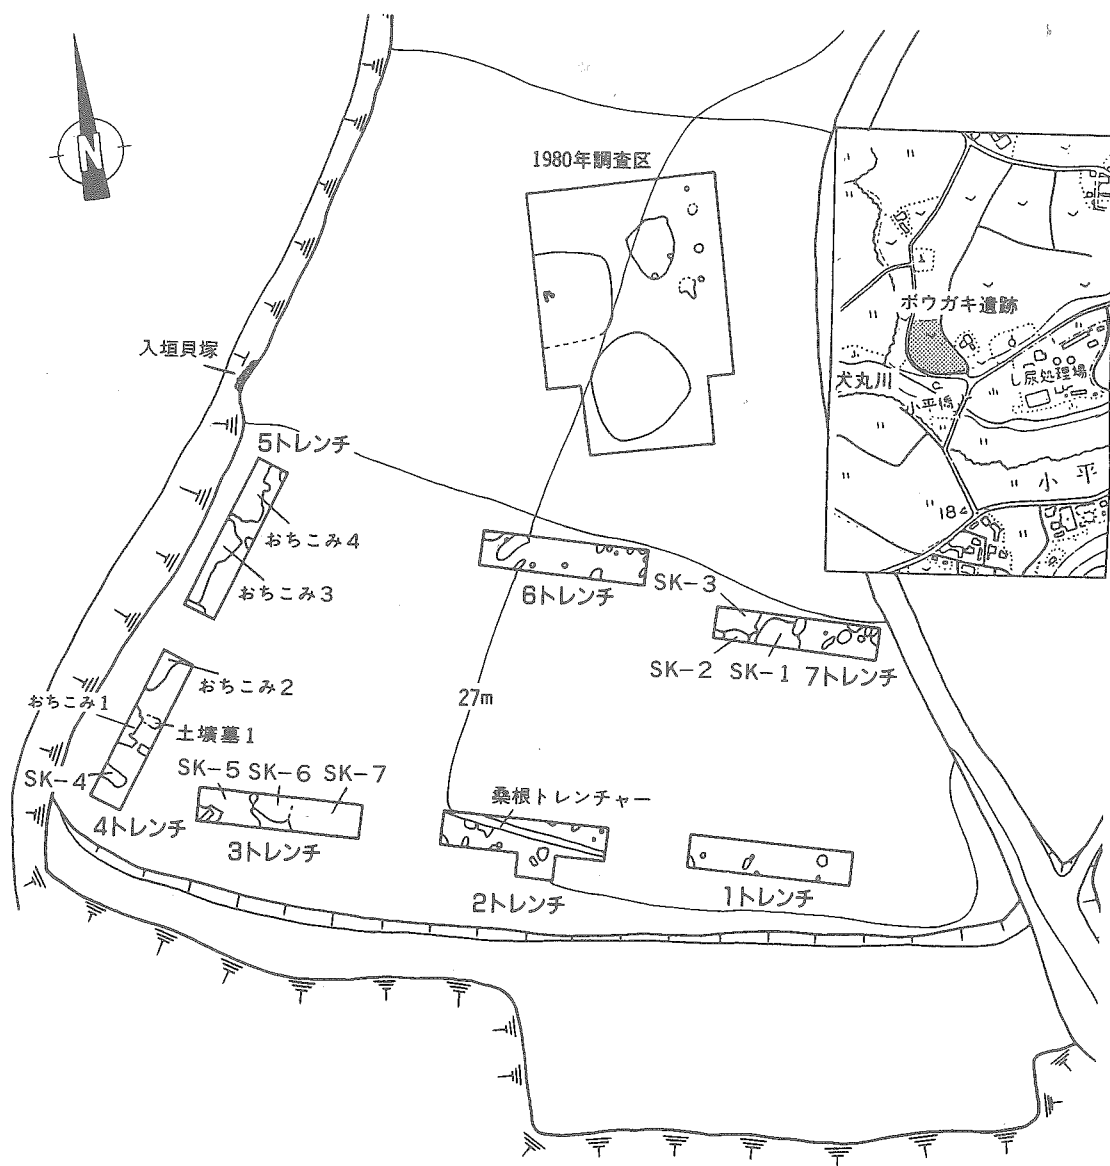 N
1980年調査区
ボウガキ遺跡
入垣貝塚
犬丸川
し尿処理場
小平橋
5トレンチ
小平
184
おちこみ4
おちこみ3
6トレンチ
SK-3
SK-2 SK-1 7トレンチ
おちこみ2
27m
おちこみ1
土壙墓1
SK-4
SK-5 SK-6 SK-7
桑根トレンチャー
4トレンチ
3トレンチ
2トレンチ
1トレンチ